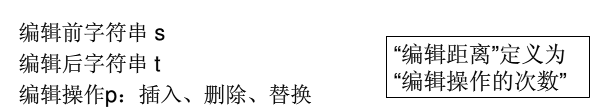 编辑前字符串 s
编辑后字符串 t
编辑操作p：插入、删除、替换
“编辑距离”定义为
“编辑操作的次数”